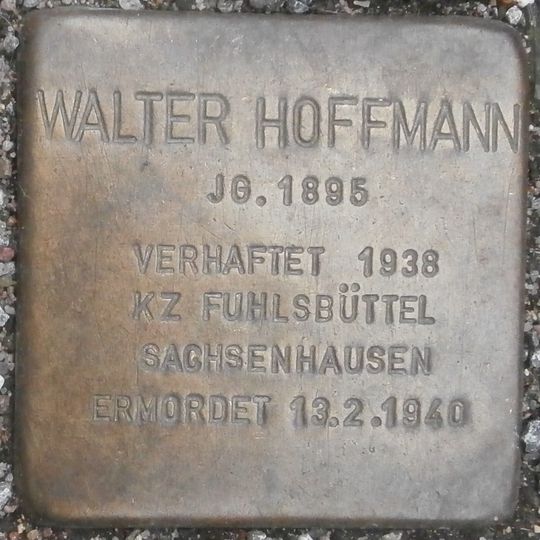 WALTER HOFFMANN
JG. 1895
VERHAFTET 1938
KZ FUHLSBÜTTEL
SACHSENHAUSEN
ERMORDET 13.2.1940